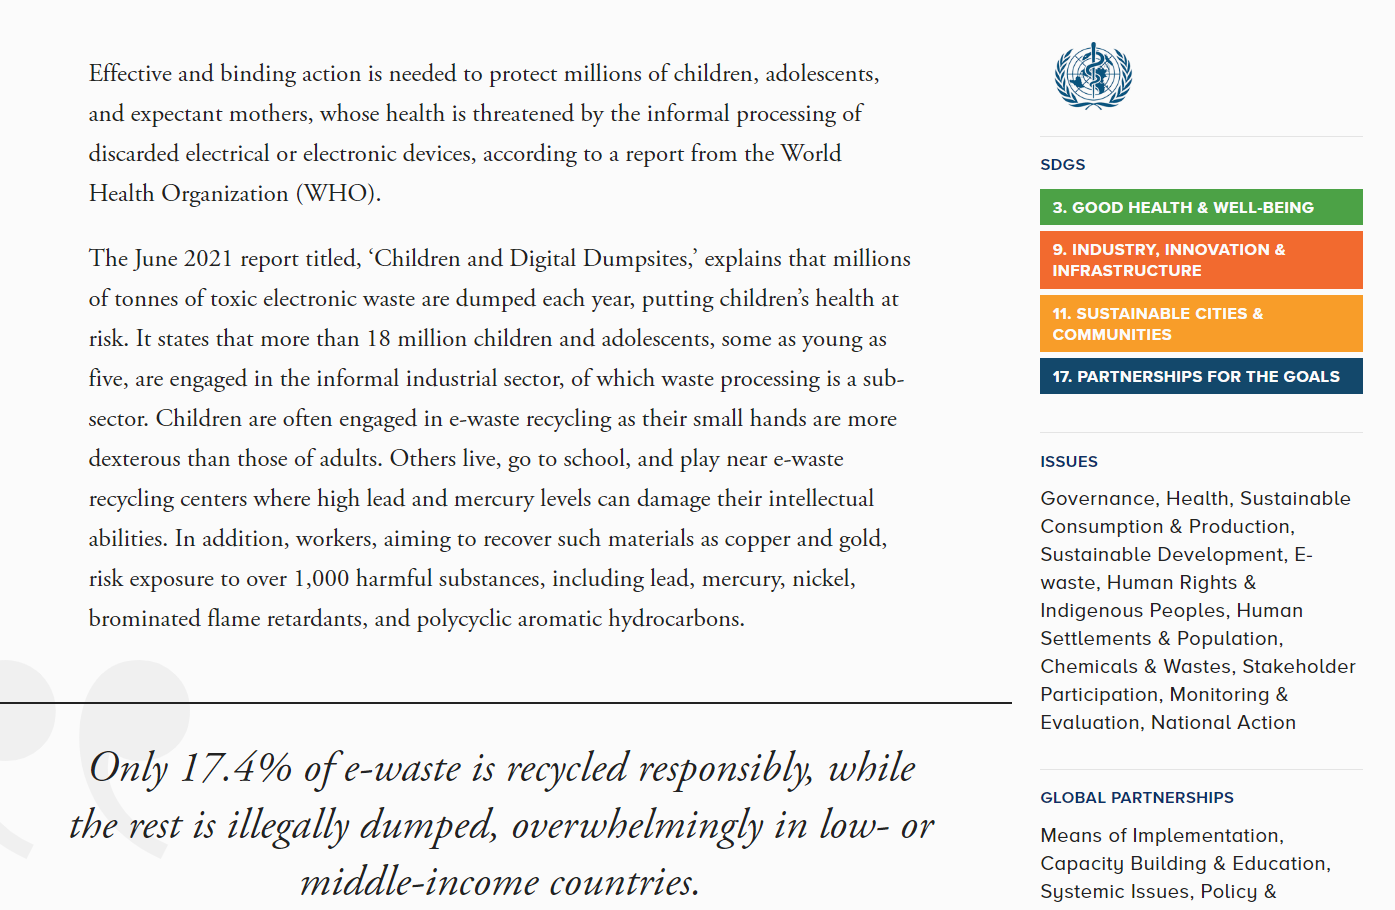 Effective and binding action is needed to protect millions of children, adolescents,
and expectant mothers, whose health is threatened by the informal processing of
discarded electrical or electronic devices, according to a report from the World
Health Organization (WHO).
The June 2021 report titled, ‘Children and Digital Dumpsites,’ explains that millions
of tonnes of toxic electronic waste are dumped each year, putting children’s health at
risk. It states that more than 18 million children and adolescents, some as young as
five, are engaged in the informal industrial sector, of which waste processing is a sub-
sector. Children are often engaged in e-waste recycling as their small hands are more
dexterous than those of adults. Others live, go to school, and play near e-waste
recycling centers where high lead and mercury levels can damage their intellectual
abilities. In addition, workers, aiming to recover such materials as copper and gold,
risk exposure to over 1,000 harmful substances, including lead, mercury, nickel,
brominated flame retardants, and polycyclic aromatic hydrocarbons.
Only 17.4% of e-waste is recycled responsibly, while
the rest is illegally dumped, overwhelmingly in low- or
middle-income countries.
SDGS
3. GOOD HEALTH & WELL-BEING
9. INDUSTRY, INNOVATION &
INFRASTRUCTURE
11. SUSTAINABLE CITIES &
COMMUNITIES
17. PARTNERSHIPS FOR THE GOALS
ISSUES
Governance, Health, Sustainable
Consumption & Production,
Sustainable Development, E-
waste, Human Rights &
Indigenous Peoples, Human
Settlements & Population,
Chemicals & Wastes, Stakeholder
Participation, Monitoring &
Evaluation, National Action
GLOBAL PARTNERSHIPS
Means of Implementation,
Capacity Building & Education,
Systemic Issues, Policy &